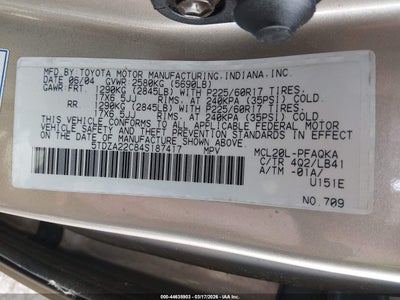 MFD.BY TOYOTA MOTOR MANUFACTURING,INDIANA,INC.
DATE 06/04 GVWR 2580KG (5690LB)
GAWR: FRT. 1290KG (2845LB) WITH P225/60R17 TIRES,
17X6.5JJ RIMS, AT 240KPA (35PSI) COLD.
RR. 1290KG (2845LB) WITH P225/60R17 TIRES,
17X6.5JJ RIMS, AT 240KPA (35PSI) COLD.
THIS VEHICLE CONFORMS TO ALL APPLICABLE FEDERAL MOTOR
VEHICLE SAFETY AND THEFT PREVENTION STANDARDS IN
EFFECT ON THE DATE OF MANUFACTURE SHOWN ABOVE.
5TDZA22C84S187417 MPV
MCL20L-PFAQKA
C/TR 4Q2/LB41
A/TM -01A/
U151E
NO.709
000-44638903 - 03/17/2026 - IAAI.COM